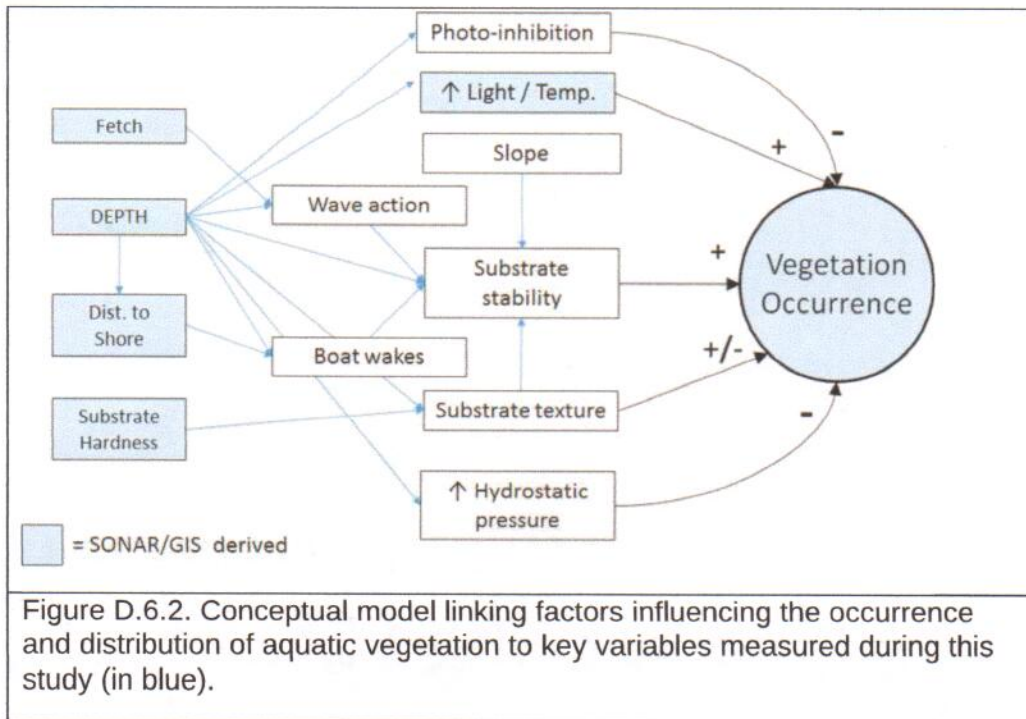 Photo-inhibition
↑ Light / Temp.
Fetch
Slope
+
-
DEPTH
Wave action
Substrate
stability
+
Vegetation
Occurrence
Dist. to
Shore
Boat wakes
+/-
Substrate
Hardness
Substrate texture
-
↑ Hydrostatic
pressure
= SONAR/GIS derived
Figure D.6.2. Conceptual model linking factors influencing the occurrence
and distribution of aquatic vegetation to key variables measured during this
study (in blue).